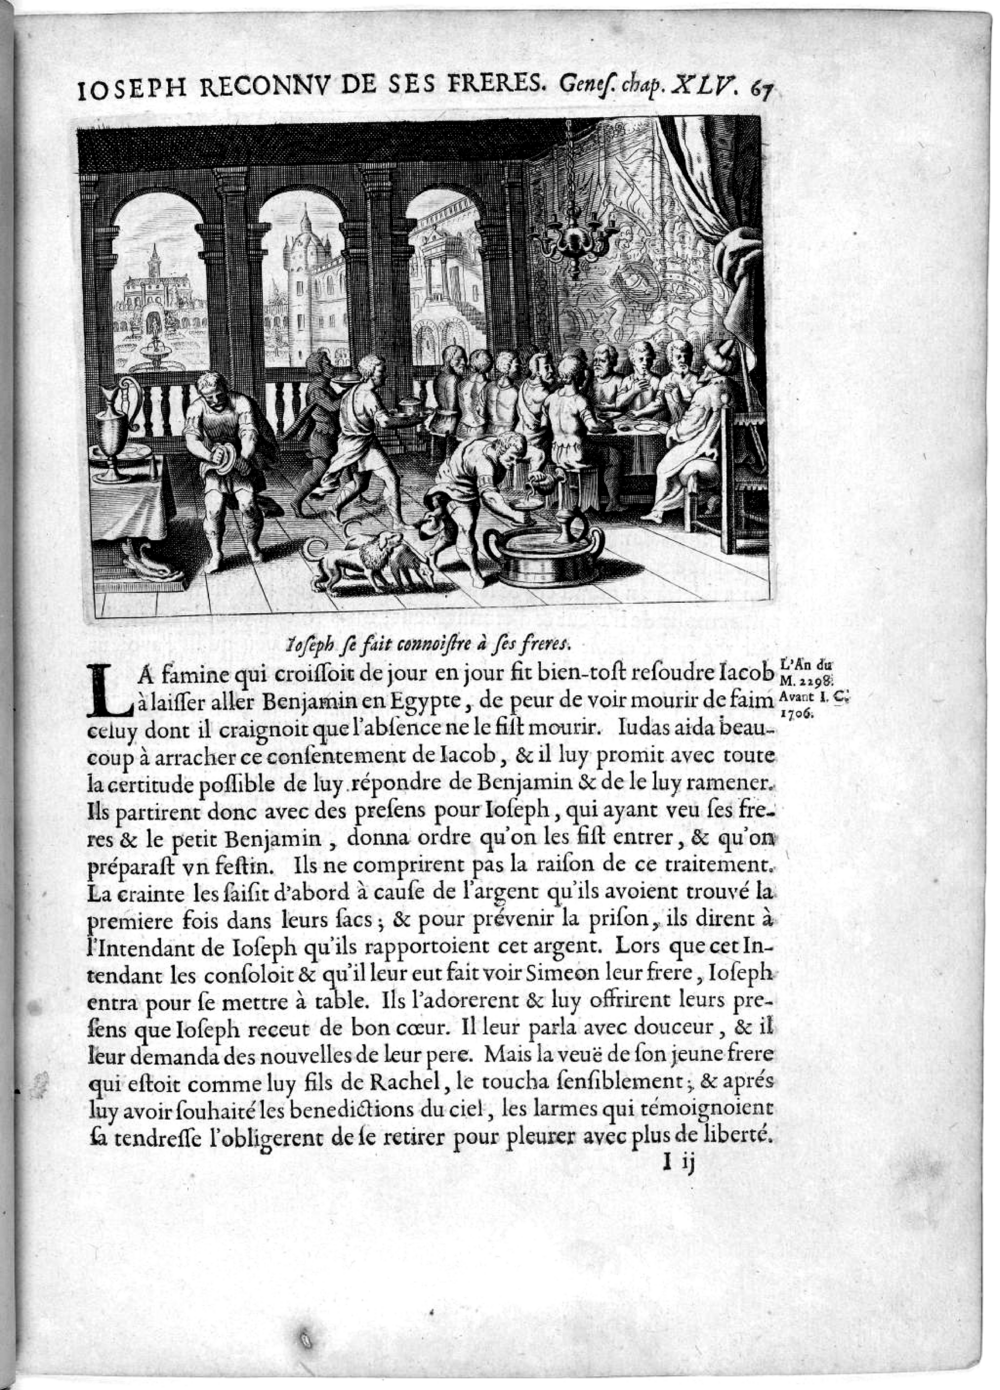 IOSEPH RECONNV DE SES FRERES. Geneſ. chap. XLV. 67
Ioſeph ſe fait connoiſtre à ſes freres.
LA famine qui croiſſoit de jour en jour fit bien-toſt reſoudre Iacob
à laiſſer aller Benjamin en Egypte, de peur de voir mourir de faim
celuy dont il craignoit que l'abſence ne le fiſt mourir. Iudas aida beau-
coup à arracher ce conſentement de Iacob, & il luy promit avec toute
la certitude poſſible de luy répondre de Benjamin & de le luy ramener.
Ils partirent donc avec des preſens pour Ioſeph, qui ayant veu ſes fre-
res & le petit Benjamin, donna ordre qu'on les fiſt entrer, & qu'on
préparaſt vn feſtin. Ils ne comprirent pas la raiſon de ce traitement.
La crainte les ſaiſit d'abord à cauſe de l'argent qu'ils avoient trouvé la
premiere fois dans leurs ſacs; & pour prévenir la priſon, ils dirent à
l'Intendant de Ioſeph qu'ils rapportoient cet argent. Lors que cet In-
tendant les conſoloit & qu'il leur eut fait voir Simeon leur frere, Ioſeph
entra pour ſe mettre à table. Ils l'adorerent & luy offrirent leurs pre-
ſens que Ioſeph receut de bon cœur. Il leur parla avec douceur, & il
leur demanda des nouvelles de leur pere. Mais la veuë de ſon jeune frere
qui eſtoit comme luy fils de Rachel, le toucha ſenſiblement; & aprés
luy avoir ſouhaité les benedictions du ciel, les larmes qui témoignoient
ſa tendreſſe l'obligerent de ſe retirer pour pleurer avec plus de liberté.
L'An du
M. 2298.
Avant I. C.
1706.
I ij